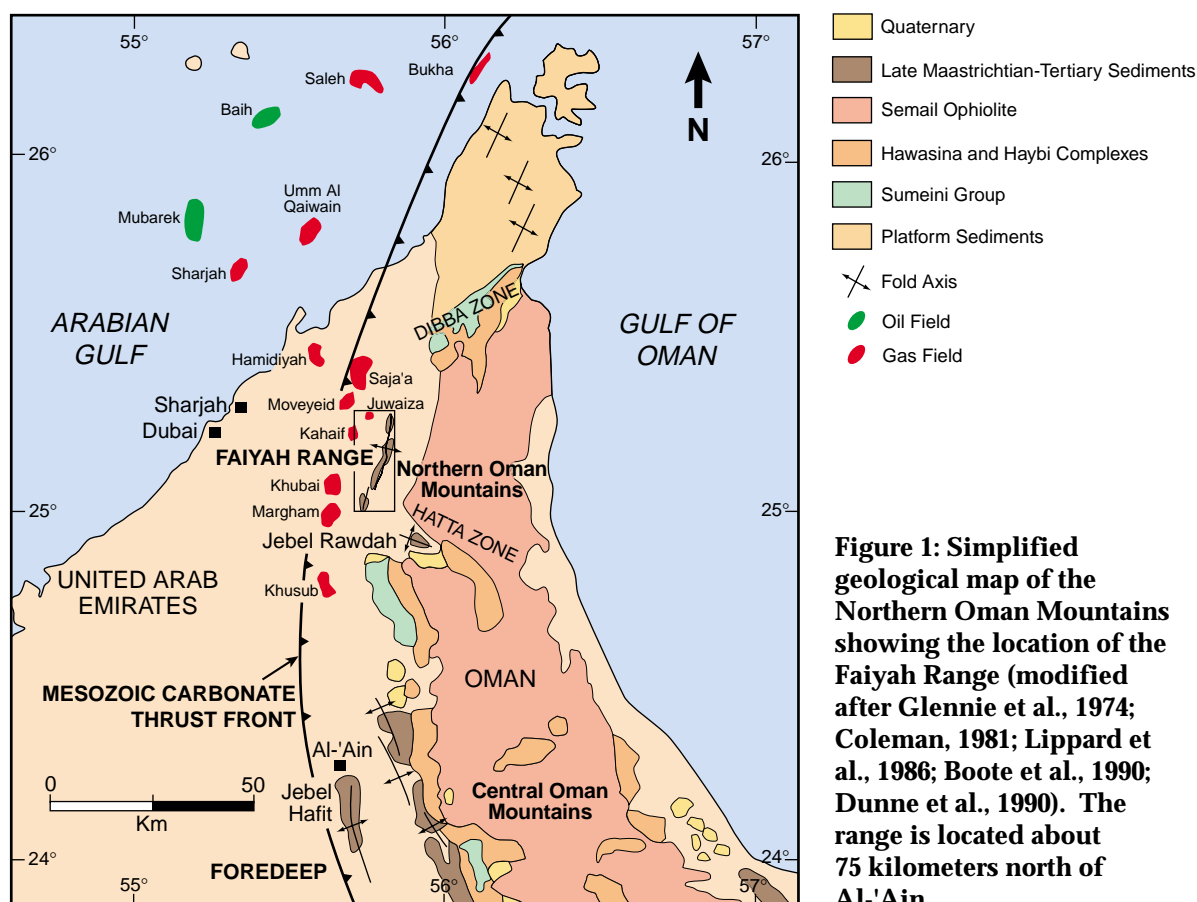 55°
56°
57°
Saleh
Bukha
Baih
N
26°
26°
Umm Al
Qaiwain
Mubarek
Sharjah
DIBBA ZONE
ARABIAN
GULF
GULF OF
OMAN
Hamidiyah
Saja'a
Moveyeid
Juwaiza
Sharjah
Dubai
Kahaif
FAIYAH RANGE
Northern Oman
Mountains
Khubai
Margham
25°
25°
HATTA ZONE
Jebel Rawdah
UNITED ARAB
EMIRATES
Khusub
OMAN
MESOZOIC CARBONATE
THRUST FRONT
Al-'Ain
0
50
Km
Jebel
Hafit
Central Oman
Mountains
24°
24°
FOREDEEP
55°
56°
57°
Quaternary
Late Maastrichtian-Tertiary Sediments
Semail Ophiolite
Hawasina and Haybi Complexes
Sumeini Group
Platform Sediments
Fold Axis
Oil Field
Gas Field
Figure 1: Simplified
geological map of the
Northern Oman Mountains
showing the location of the
Faiyah Range (modified
after Glennie et al., 1974;
Coleman, 1981; Lippard et
al., 1986; Boote et al., 1990;
Dunne et al., 1990). The
range is located about
75 kilometers north of
Al-'Ain